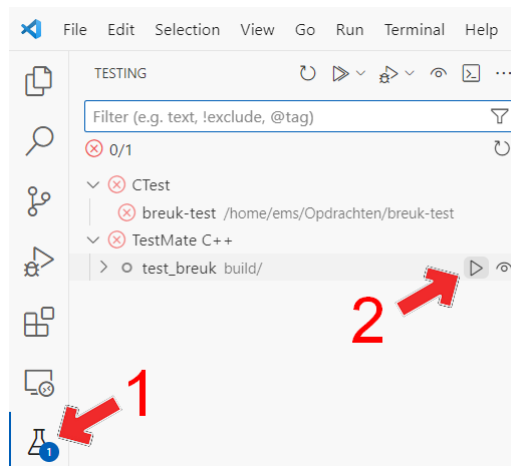 File Edit Selection View Go Run Terminal Help
TESTING
Filter (e.g. text, !exclude, @tag)
0/1
CTest
breuk-test /home/ems/Opdrachten/breuk-test
TestMate C++
test_breuk build/
2
1
1